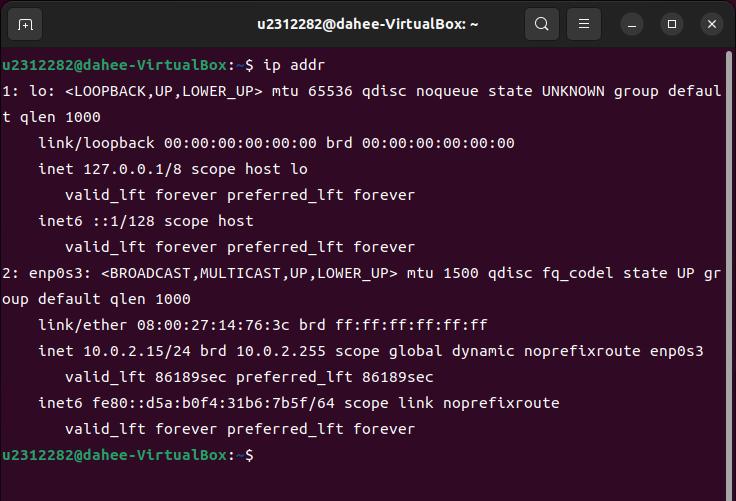 u2312282@dahee-VirtualBox: ~
u2312282@dahee-VirtualBox:~$ ip addr
1: lo: <LOOPBACK,UP,LOWER_UP> mtu 65536 qdisc noqueue state UNKNOWN group defaul
t qlen 1000
    link/loopback 00:00:00:00:00:00 brd 00:00:00:00:00:00
    inet 127.0.0.1/8 scope host lo
       valid_lft forever preferred_lft forever
    inet6 ::1/128 scope host
       valid_lft forever preferred_lft forever
2: enp0s3: <BROADCAST,MULTICAST,UP,LOWER_UP> mtu 1500 qdisc fq_codel state UP gr
oup default qlen 1000
    link/ether 08:00:27:14:76:3c brd ff:ff:ff:ff:ff:ff
    inet 10.0.2.15/24 brd 10.0.2.255 scope global dynamic noprefixroute enp0s3
       valid_lft 86189sec preferred_lft 86189sec
    inet6 fe80::d5a:b0f4:31b6:7b5f/64 scope link noprefixroute
       valid_lft forever preferred_lft forever
u2312282@dahee-VirtualBox:~$